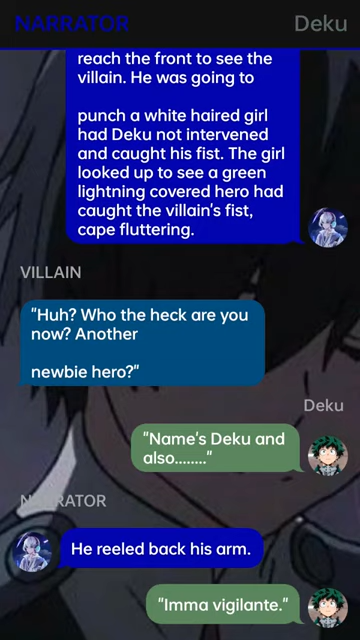 NARRATOR
Deku
reach the front to see the
villain. He was going to
punch a white haired girl
had Deku not intervened
and caught his fist. The girl
looked up to see a green
lightning covered hero had
caught the villain's fist,
cape fluttering.
VILLAIN
"Huh? Who the heck are you
now? Another
newbie hero?"
Deku
"Name's Deku and
also........"
NARRATOR
He reeled back his arm.
"Imma vigilante."